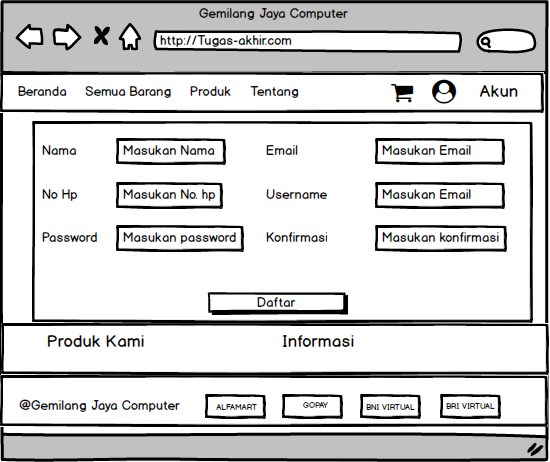 Gemilang Jaya Computer
http://Tugas-akhir.com
Beranda Semua Barang Produk Tentang Akun
Nama Masukan Nama Email Masukan Email
No Hp Masukan No. hp Username Masukan Email
Password Masukan password Konfirmasi Masukan konfirmasi
Daftar
Produk Kami Informasi
@Gemilang Jaya Computer ALFAMART GOPAY BNI VIRTUAL BRI VIRTUAL